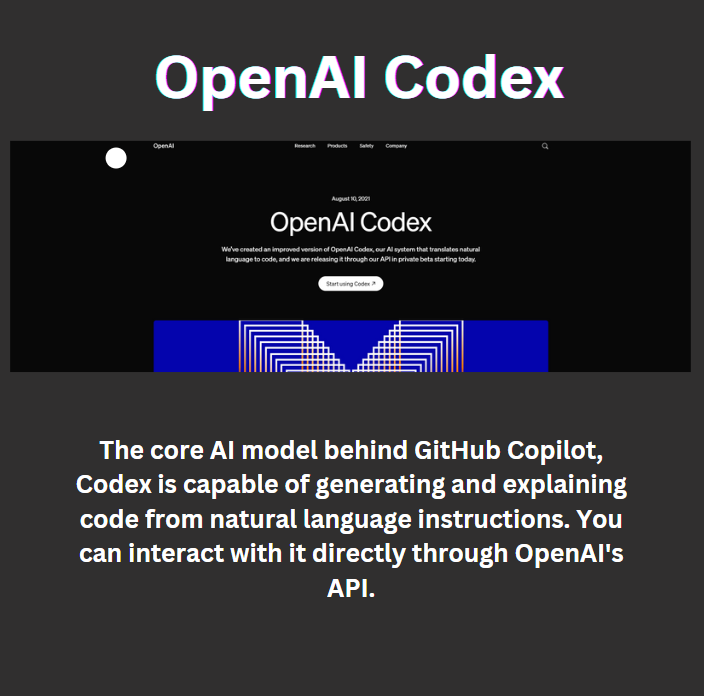 OpenAI Codex
OpenAI
Research Products Safety Company
August 10, 2021
OpenAI Codex
We've created an improved version of OpenAI Codex, our AI system that translates natural
language to code, and we are releasing it through our API in private beta starting today.
Start using Codex ↗
The core AI model behind GitHub Copilot,
Codex is capable of generating and explaining
code from natural language instructions. You
can interact with it directly through OpenAI's
API.